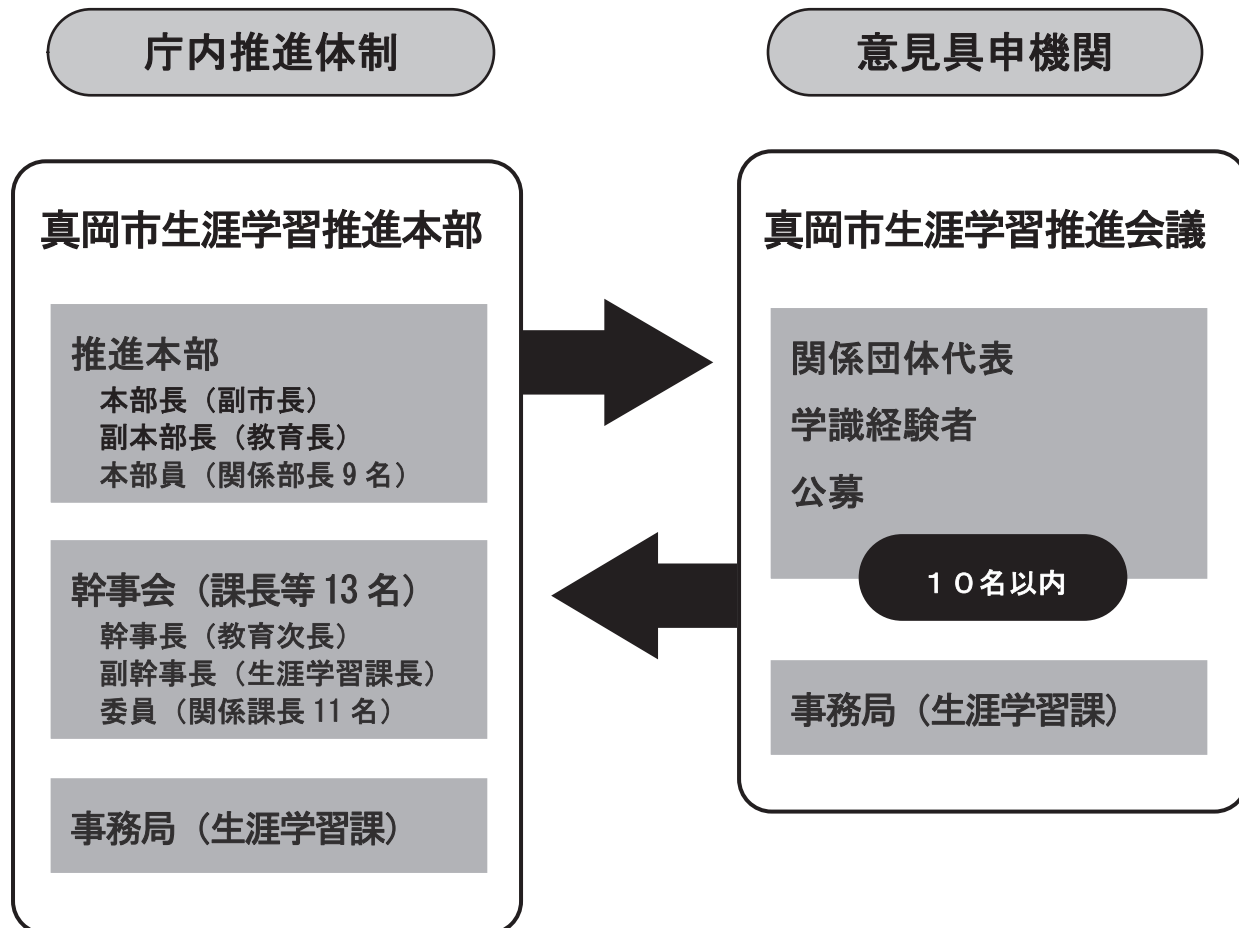 庁内推進体制
真岡市生涯学習推進本部
推進本部
本部長（副市長）
副本部長（教育長）
本部員（関係部長9名）
幹事会（課長等13名）
幹事長（教育次長）
副幹事長（生涯学習課長）
委員（関係課長11名）
事務局（生涯学習課）
意見具申機関
真岡市生涯学習推進会議
関係団体代表
学識経験者
公募
１０名以内
事務局（生涯学習課）